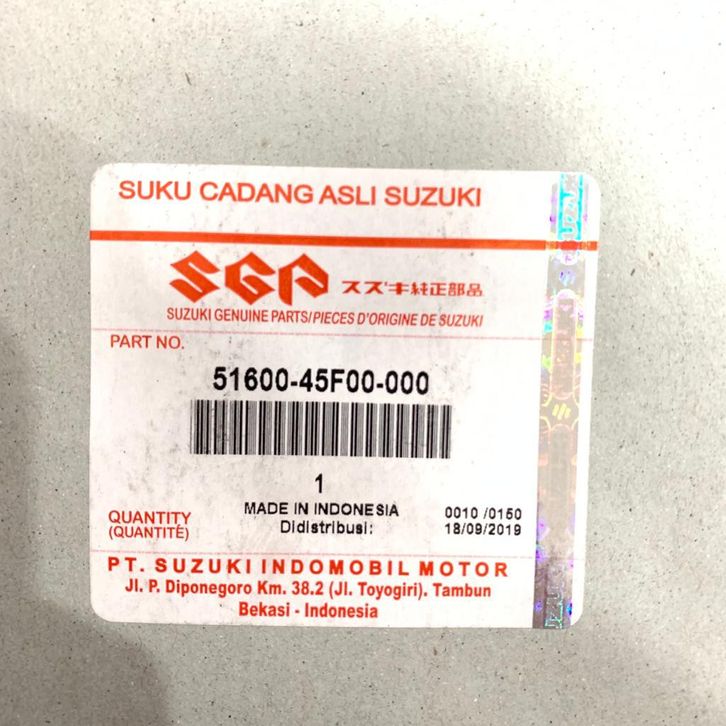 SUKU CADANG ASLI SUZUKI
SGP スズキ純正部品
SUZUKI GENUINE PARTS/PIECES D'ORIGINE DE SUZUKI
PART NO.
51600-45F00-000
1
MADE IN INDONESIA 0010 /0150
QUANTITY
(QUANTITÉ) Didistribusi: 18/09/2019
PT. SUZUKI INDOMOBIL MOTOR
Jl. P. Diponegoro Km. 38.2 (Jl. Toyogiri). Tambun
Bekasi - Indonesia